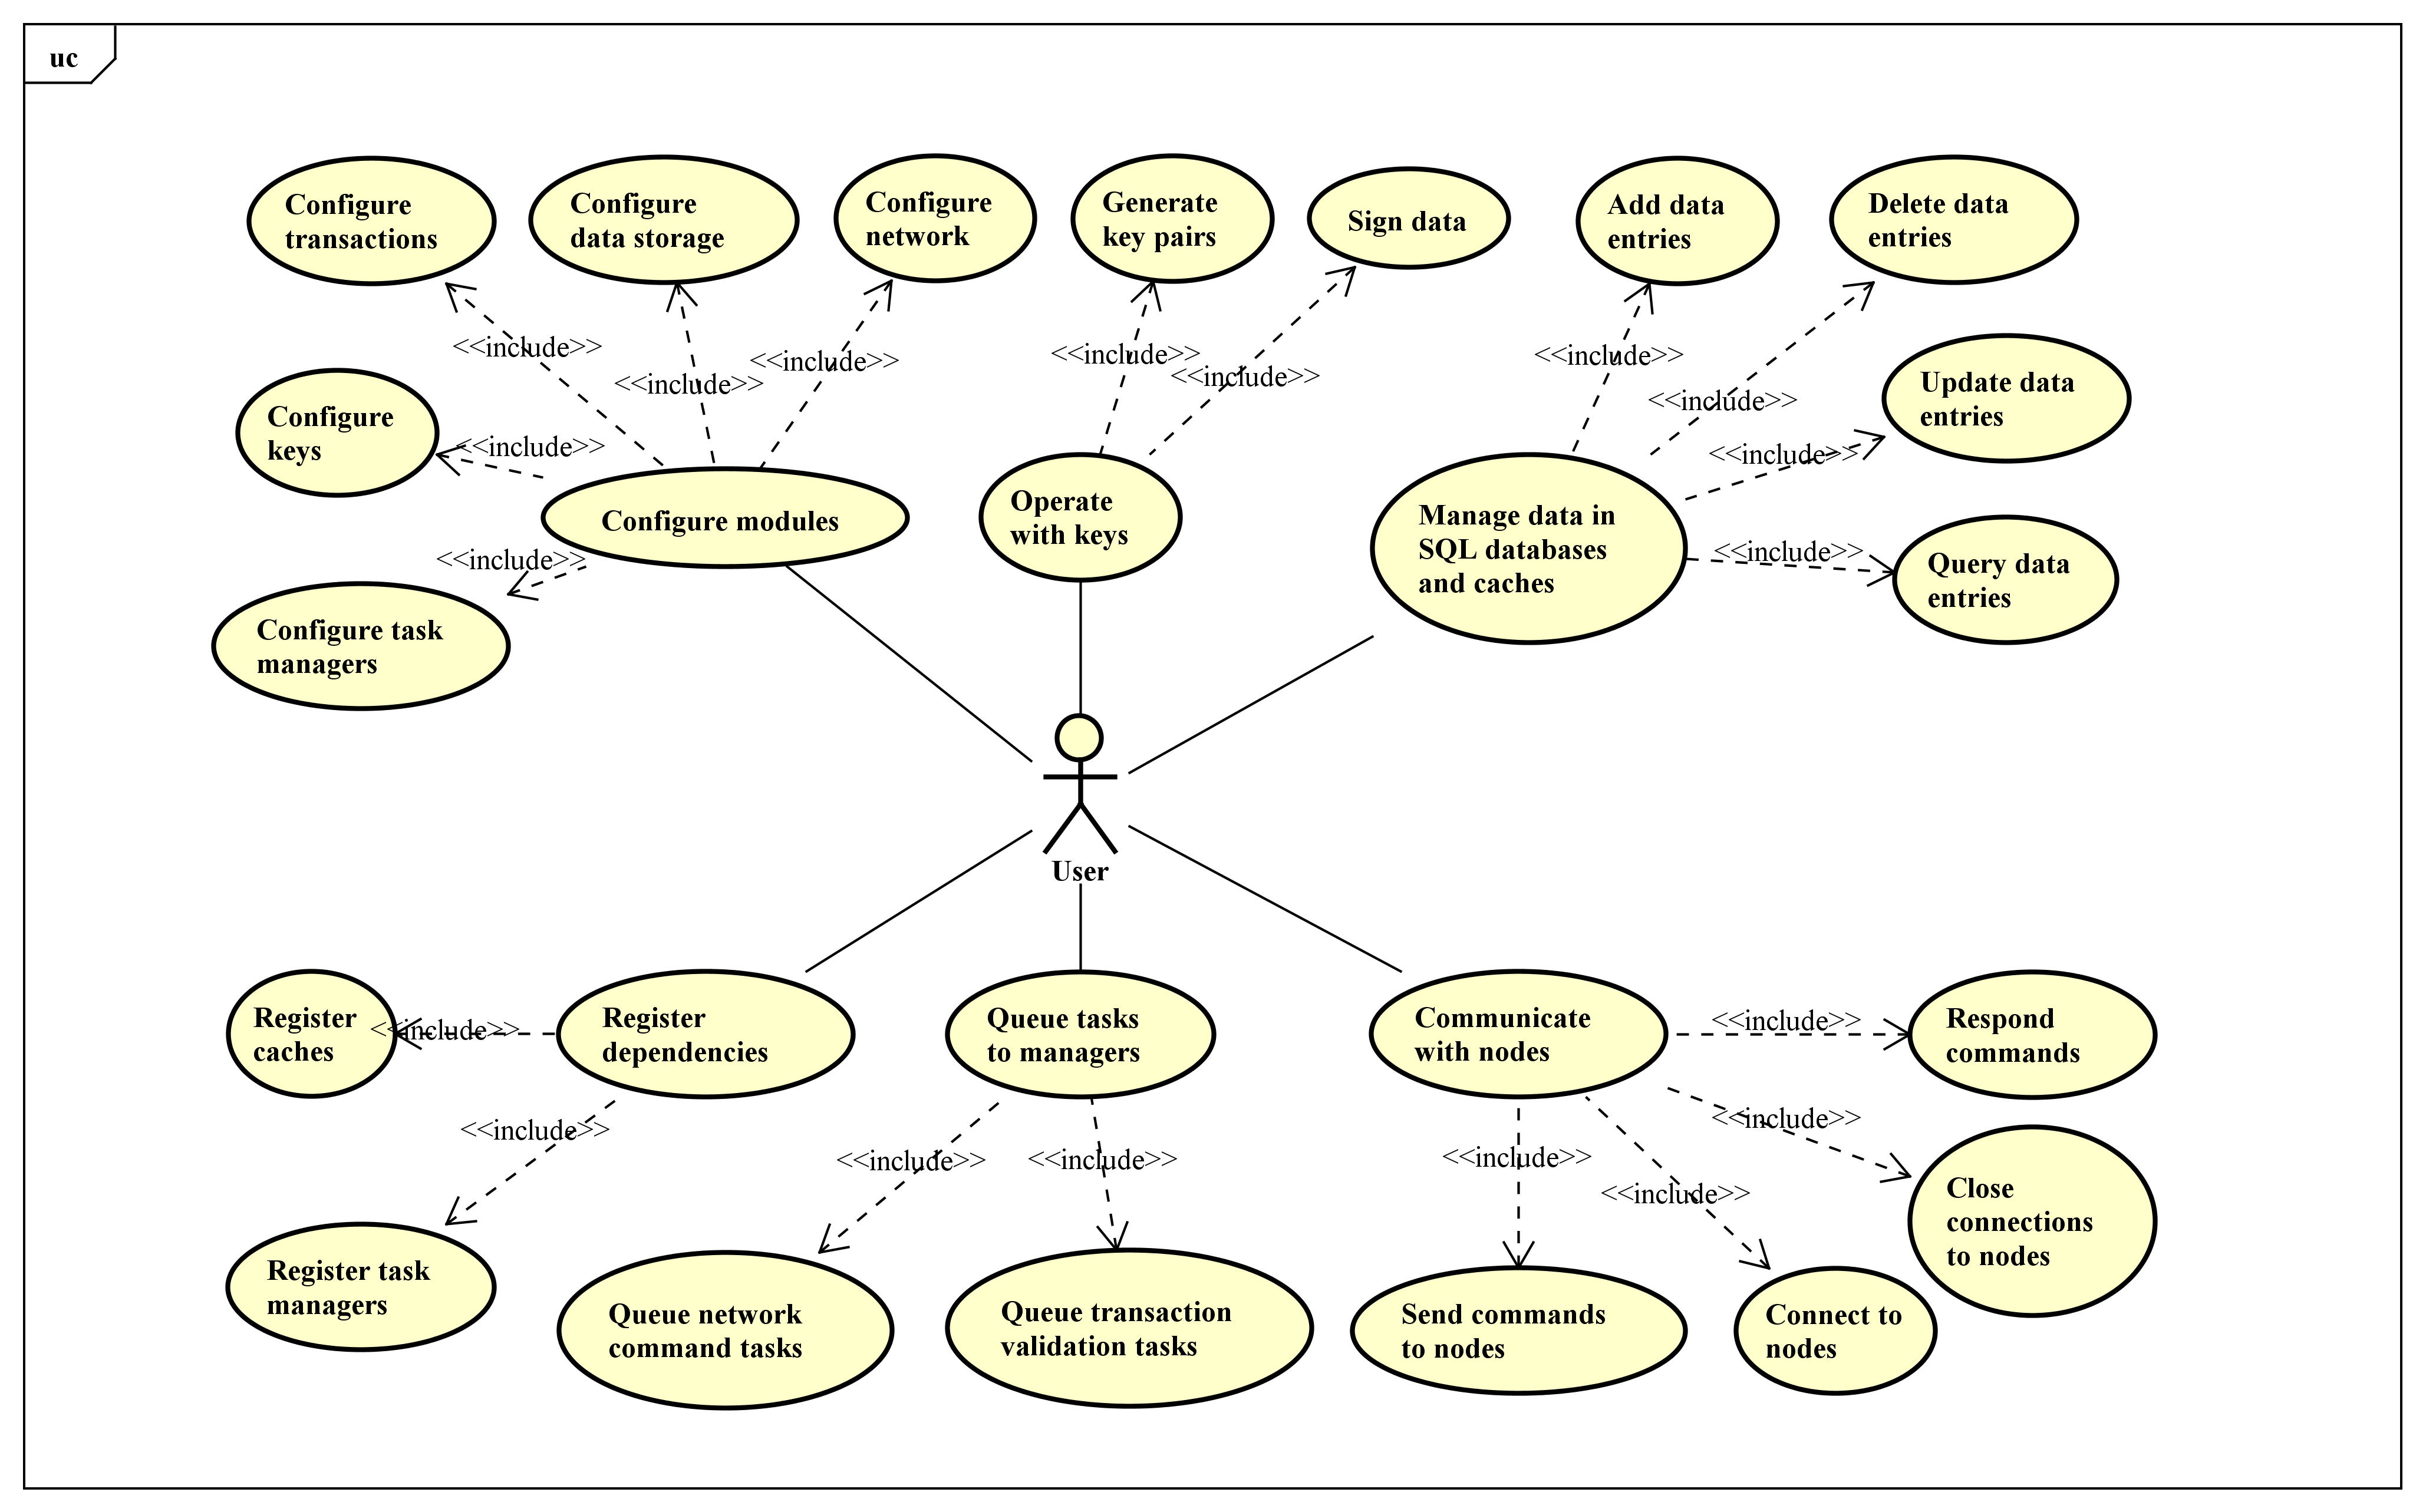 uc
Configure
transactions
Configure
data storage
Configure
network
Generate
key pairs
Sign data
Add data
entries
Delete data
entries
<<include>>
<<include>>
<<include>>
<<include>>
<<include>>
<<include>>
<<include>>
Update data
entries
Configure
keys
<<include>>
<<include>>
Configure modules
Operate
with keys
Manage data in
SQL databases
and caches
<<include>>
Query data
entries
<<include>>
Configure task
managers
User
Register
caches
<<include>>
Register
dependencies
Queue tasks
to managers
Communicate
with nodes
<<include>>
Respond
commands
<<include>>
<<include>>
<<include>>
<<include>>
<<include>>
<<include>>
Close
connections
to nodes
Register task
managers
Queue network
command tasks
Queue transaction
validation tasks
Send commands
to nodes
Connect to
nodes